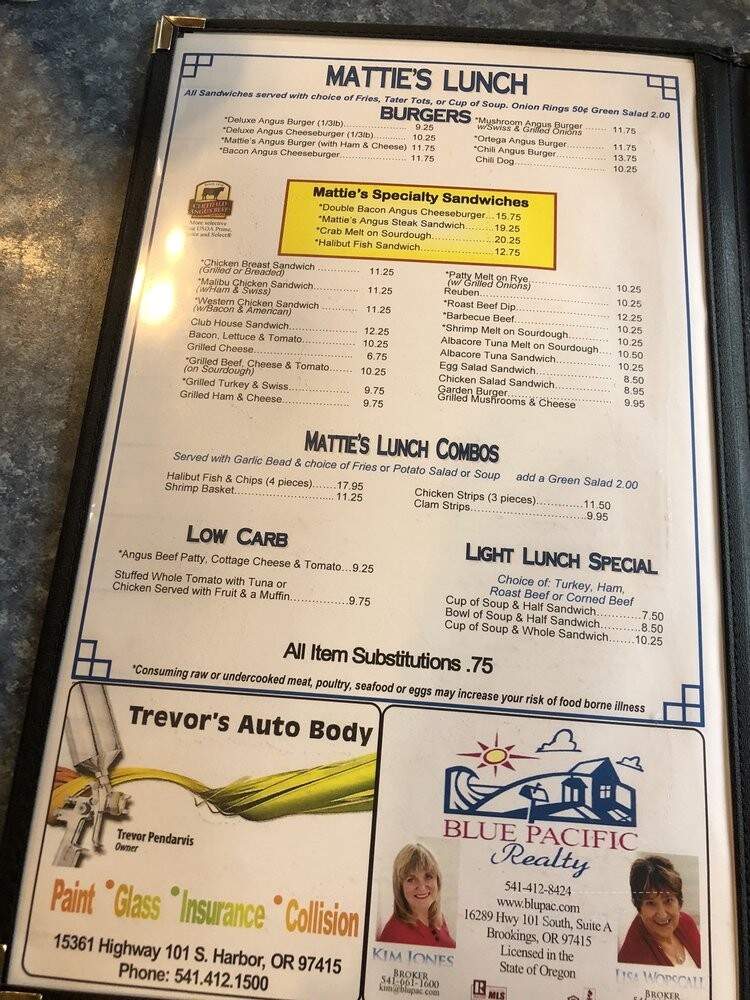 MATTIE'S LUNCH
All Sandwiches served with choice of Fries, Tater Tots, or Cup of Soup. Onion Rings 50¢ Green Salad 2.00
BURGERS
*Deluxe Angus Burger (1/3lb)........ 9.25
*Deluxe Angus Cheeseburger (1/3lb)..... 10.25
*Mattie's Angus Burger (with Ham & Cheese) 11.75
*Bacon Angus Cheeseburger........ 11.75
*Mushroom Angus Burger........ 11.75
w/Swiss & Grilled Onions
*Ortega Angus Burger........ 11.75
*Chili Angus Burger........ 13.75
Chili Dog........ 10.25
CERTIFIED
ANGUS BEEF
More selective
USDA Prime,
and Select®
Mattie's Specialty Sandwiches
*Double Bacon Angus Cheeseburger...15.75
*Mattie's Angus Steak Sandwich.......19.25
*Crab Melt on Sourdough...............20.25
*Halibut Fish Sandwich..................12.75
*Chicken Breast Sandwich ........ 11.25
(Grilled or Breaded)
*Malibu Chicken Sandwich ........ 11.25
(w/Ham & Swiss)
*Western Chicken Sandwich ........ 11.25
(w/Bacon & American)
Club House Sandwich........ 12.25
Bacon, Lettuce & Tomato........ 10.25
Grilled Cheese........ 6.75
*Grilled Beef, Cheese & Tomato........ 10.25
(on Sourdough)
*Grilled Turkey & Swiss........ 9.75
Grilled Ham & Cheese........ 9.75
*Patty Melt on Rye........ 10.25
(w/ Grilled Onions)
Reuben........ 10.25
*Roast Beef Dip........ 12.25
*Barbecue Beef........ 10.25
*Shrimp Melt on Sourdough........ 10.25
Albacore Tuna Melt on Sourdough.... 10.50
Albacore Tuna Sandwich........ 10.25
Egg Salad Sandwich........ 8.50
Chicken Salad Sandwich........ 8.95
Garden Burger........ 9.95
Grilled Mushrooms & Cheese
MATTIE'S LUNCH COMBOS
Served with Garlic Bead & choice of Fries or Potato Salad or Soup add a Green Salad 2.00
Halibut Fish & Chips (4 pieces).......17.95
Shrimp Basket............................11.25
Chicken Strips (3 pieces)..............11.50
Clam Strips.............................9.95
LOW CARB
*Angus Beef Patty, Cottage Cheese & Tomato...9.25
Stuffed Whole Tomato with Tuna or
Chicken Served with Fruit & a Muffin...............9.75
LIGHT LUNCH SPECIAL
Choice of: Turkey, Ham,
Roast Beef or Corned Beef
Cup of Soup & Half Sandwich............7.50
Bowl of Soup & Half Sandwich...........8.50
Cup of Soup & Whole Sandwich.......10.25
All Item Substitutions .75
*Consuming raw or undercooked meat, poultry, seafood or eggs may increase your risk of food borne illness
Trevor's Auto Body
Trevor Pendarvis
Owner
Paint • Glass • Insurance • Collision
15361 Highway 101 S. Harbor, OR 97415
Phone: 541.412.1500
BLUE PACIFIC
Realty
541-412-8424
www.blupac.com
16289 Hwy 101 South, Suite A
Brookings, OR 97415
Licensed in the
State of Oregon
KIM JONES
BROKER
541-661-1600
kim@blupac.com
R MLS
LISA WOPSCALL
BROKER